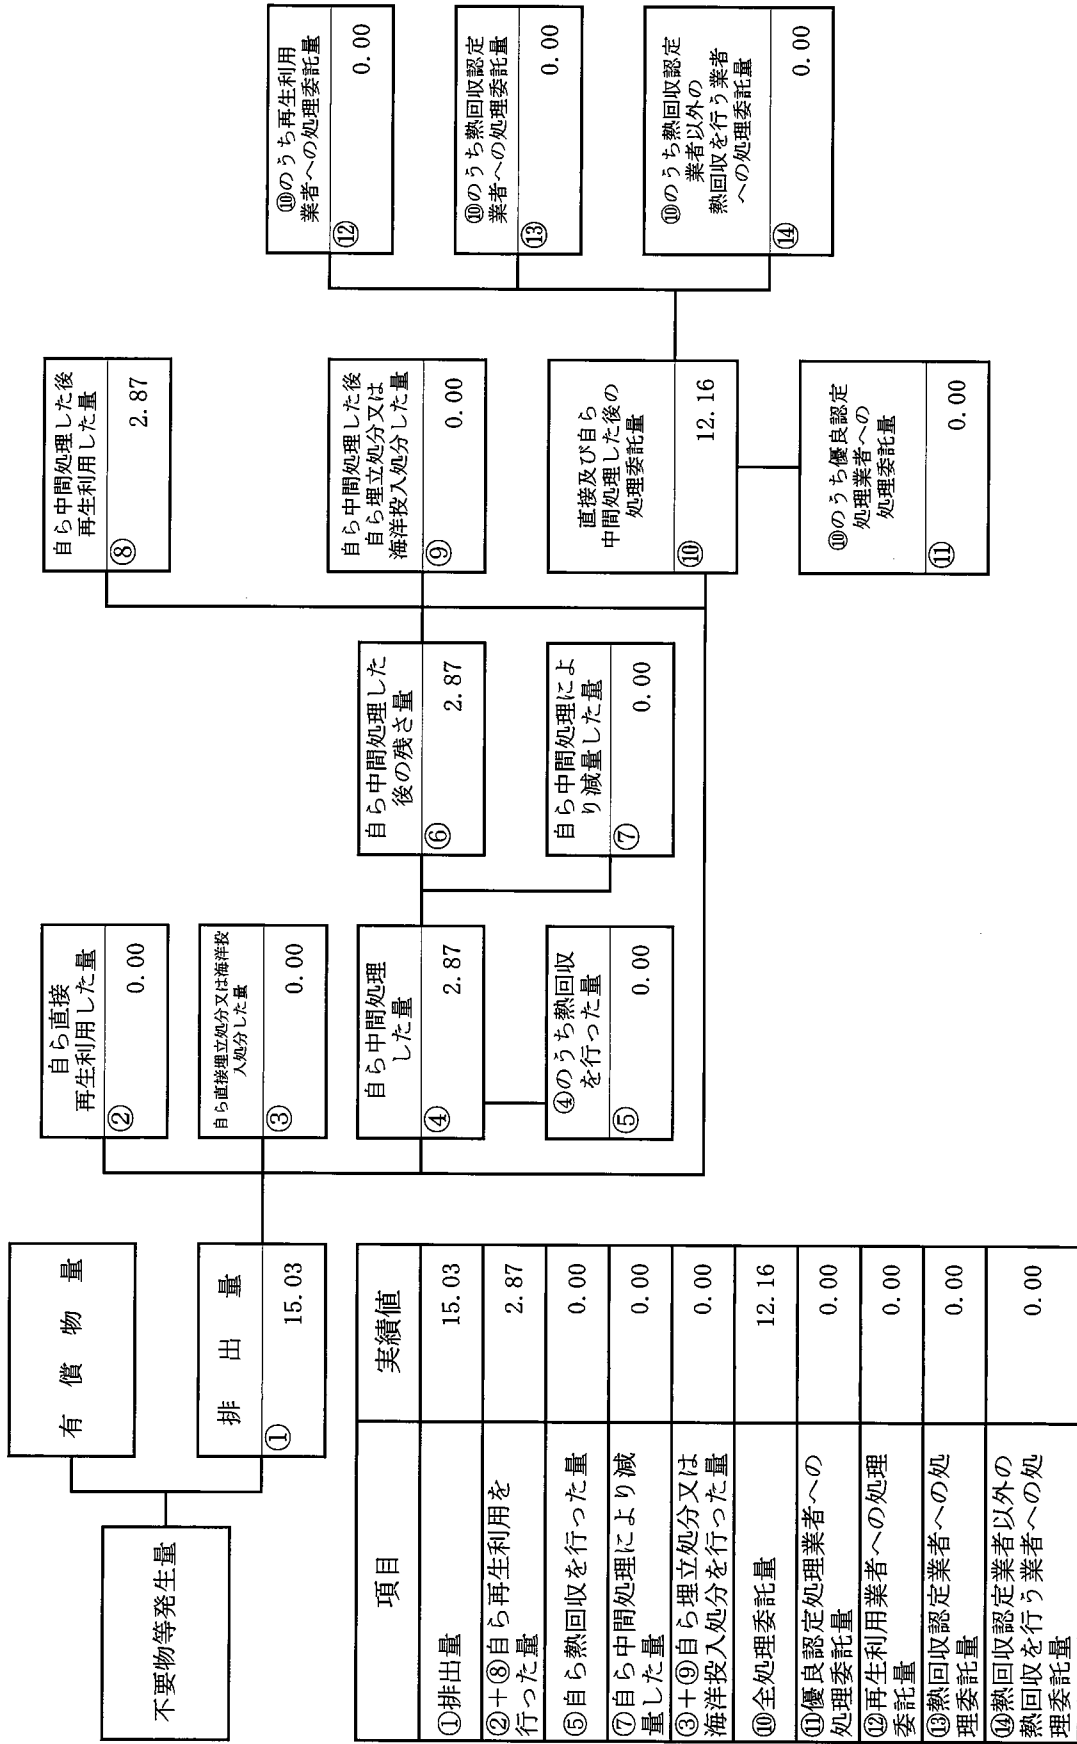 不要物等発生量
有 償 物 量
排 出 量
①
15.03
自ら直接
再生利用した量
②
0.00
自ら直接埋立処分又は海洋投
入処分した量
③
0.00
自ら中間処理
した量
④
2.87
④のうち熱回収
を行った量
⑤
0.00
自ら中間処理した
後の残さ量
⑥
2.87
自ら中間処理によ
り減量した量
⑦
0.00
自ら中間処理した後
再生利用した量
⑧
2.87
自ら中間処理した後
自ら埋立処分又は
海洋投入処分した量
⑨
0.00
直接及び自ら
中間処理した後の
処理委託量
⑩
12.16
⑩のうち優良認定
処理業者への
処理委託量
⑪
0.00
⑩のうち再生利用
業者への処理委託量
⑫
0.00
⑩のうち熱回収認定
業者への処理委託量
⑬
0.00
⑩のうち熱回収認定
業者以外の
熱回収を行う業者
への処理委託量
⑭
0.00
項目
実績値
①排出量
15.03
②+⑧自ら再生利用を
行った量
2.87
⑤自ら熱回収を行った量
0.00
⑦自ら中間処理により減
量した量
0.00
③+⑨自ら埋立処分又は
海洋投入処分を行った量
0.00
⑩全処理委託量
12.16
⑪優良認定処理業者への
処理委託量
0.00
⑫再生利用業者への処理
委託量
0.00
⑬熱回収認定業者への処
理委託量
0.00
⑭熱回収認定業者以外の
熱回収を行う業者への処
理委託量
0.00